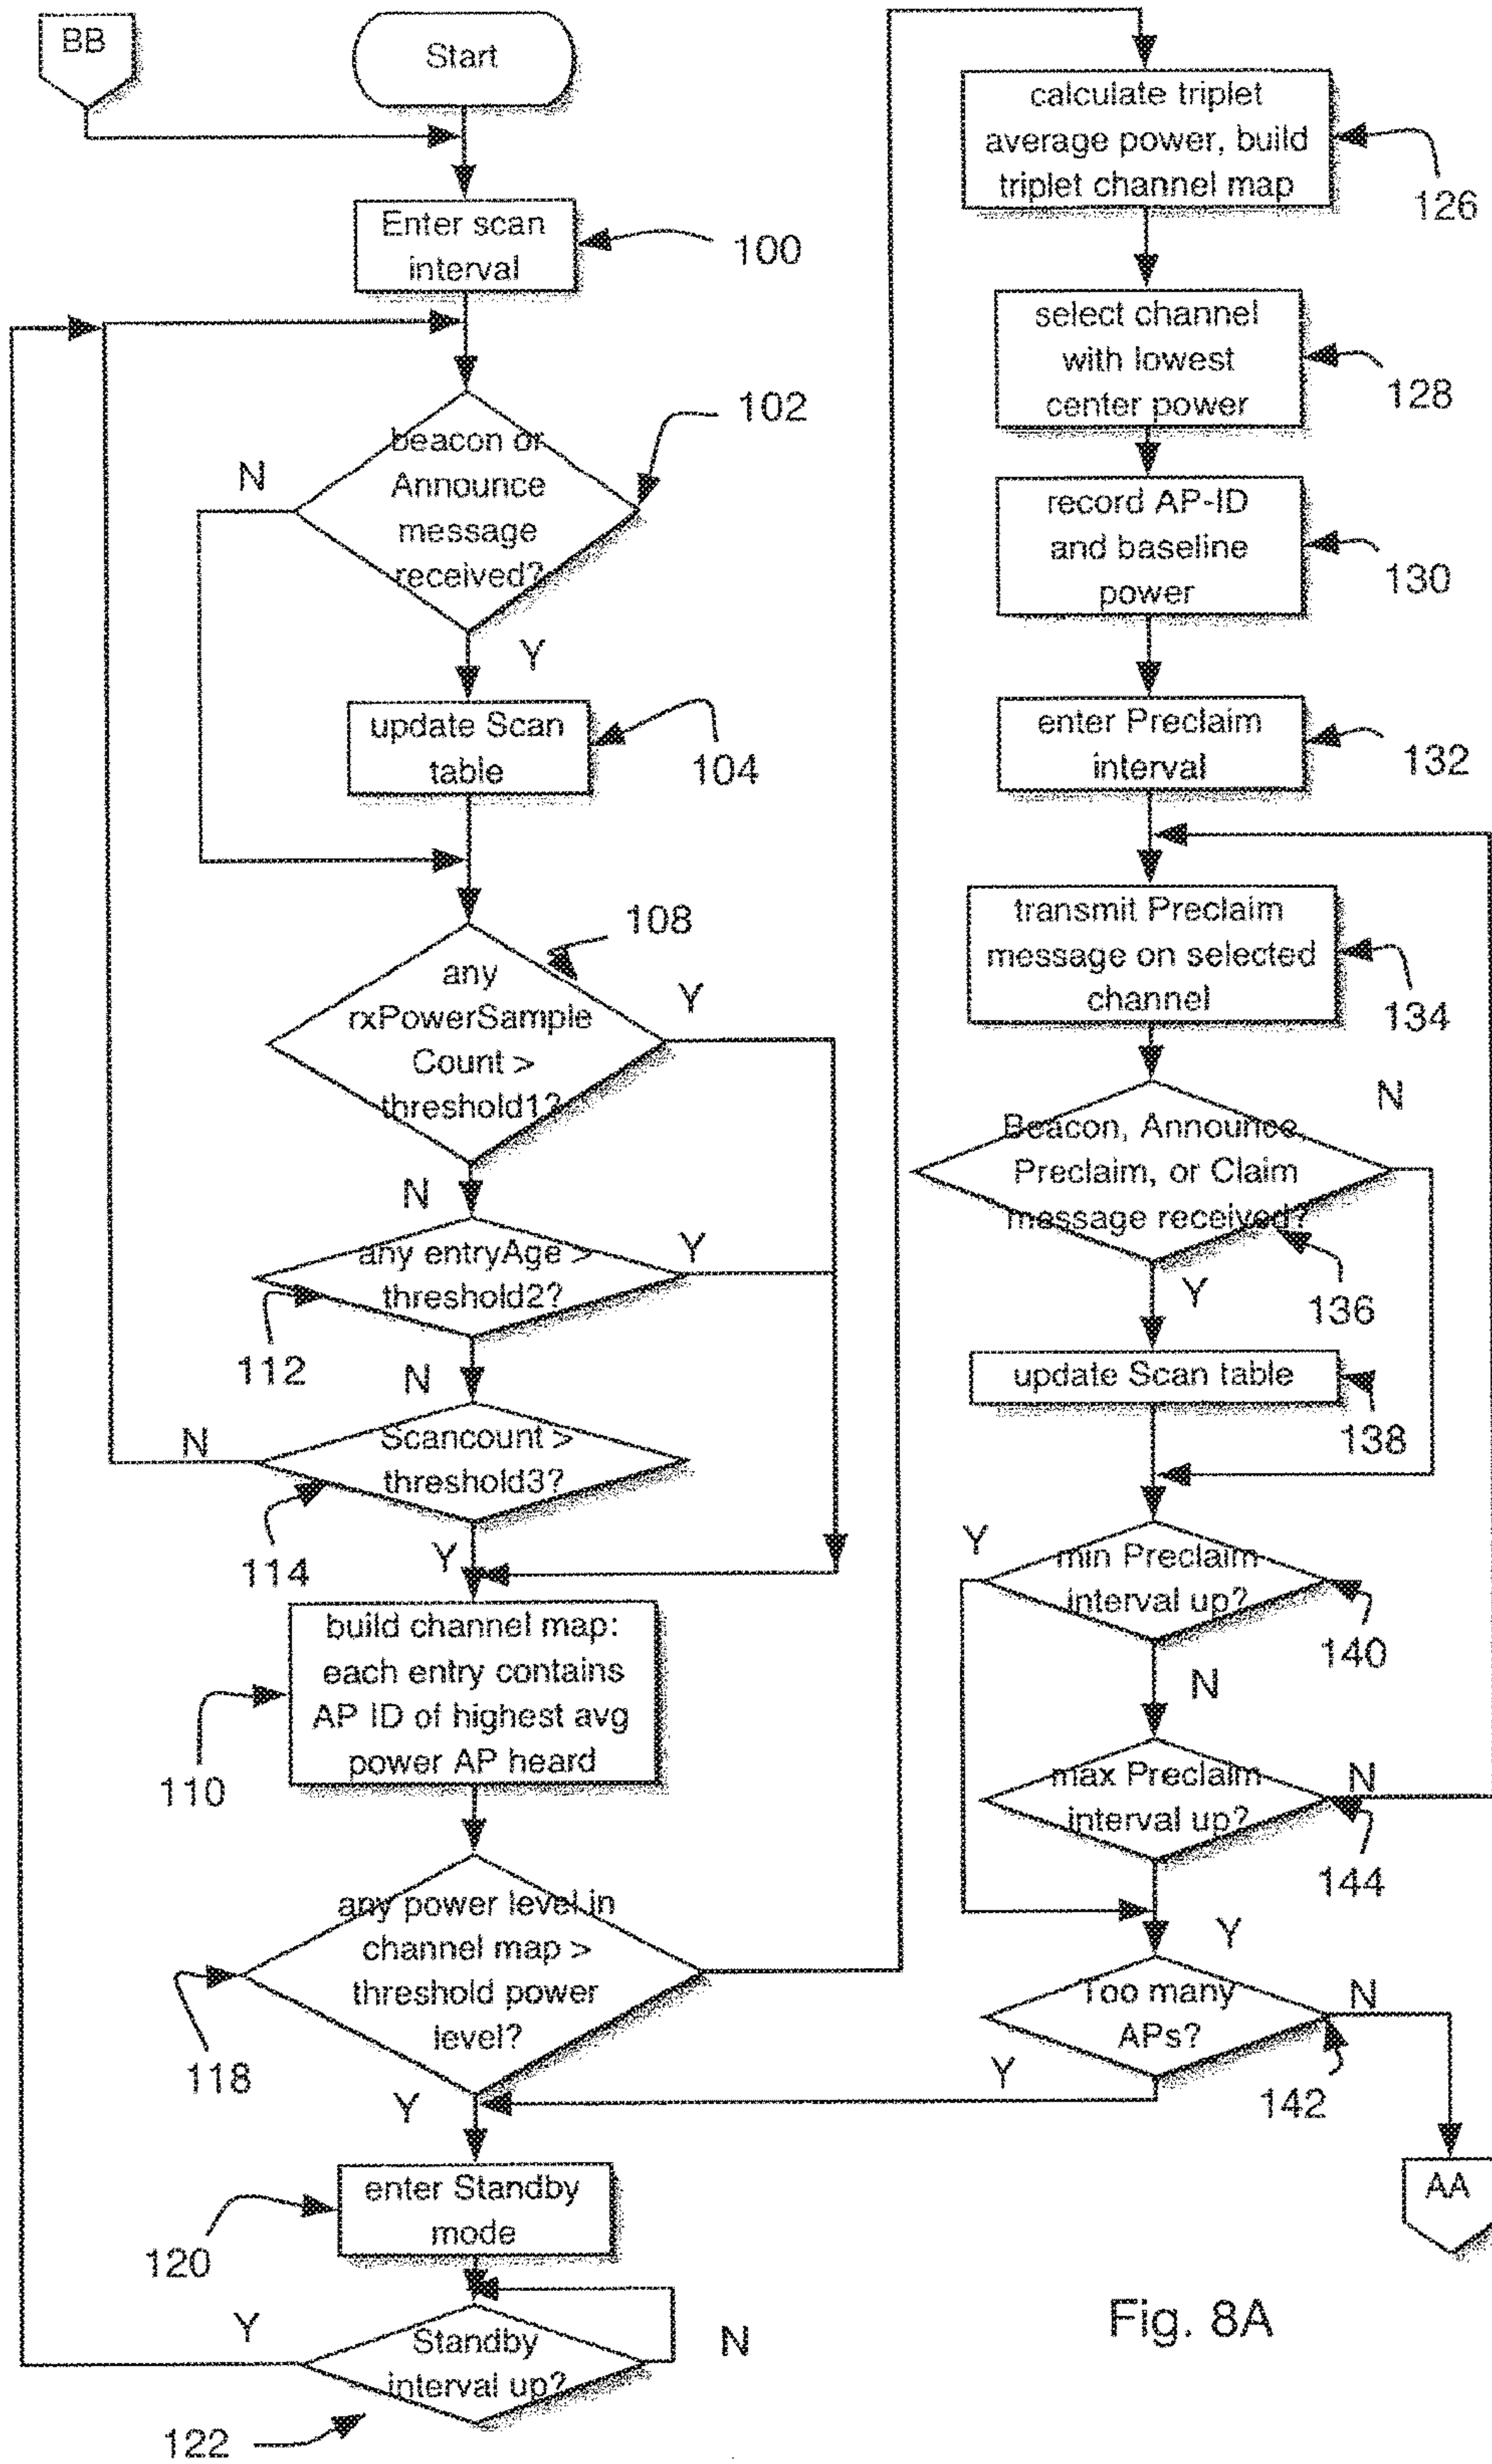 BB
Start
Enter scan
interval
100
beacon or
Announce
message
received?
102
N
Y
update Scan
table
104
108
any
rxPowerSample
Count >
threshold1?
Y
N
any entryAge >
threshold2?
Y
112
N
Scancount >
threshold3?
N
114
Y
build channel map:
each entry contains
AP ID of highest avg
power AP heard
110
any power level in
channel map >
threshold power
level?
118
Y
enter Standby
mode
120
Y
Standby
interval up?
N
122
calculate triplet
average power, build
triplet channel map
126
select channel
with lowest
center power
128
record AP-ID
and baseline
power
130
enter Preclaim
interval
132
transmit Preclaim
message on selected
channel
134
N
Beacon, Announce,
Preclaim, or Claim
message received?
136
Y
update Scan table
138
Y
min Preclaim
interval up?
140
N
max Preclaim
interval up?
N
144
Y
Too many
APs?
N
Y
142
AA
Fig. 8A